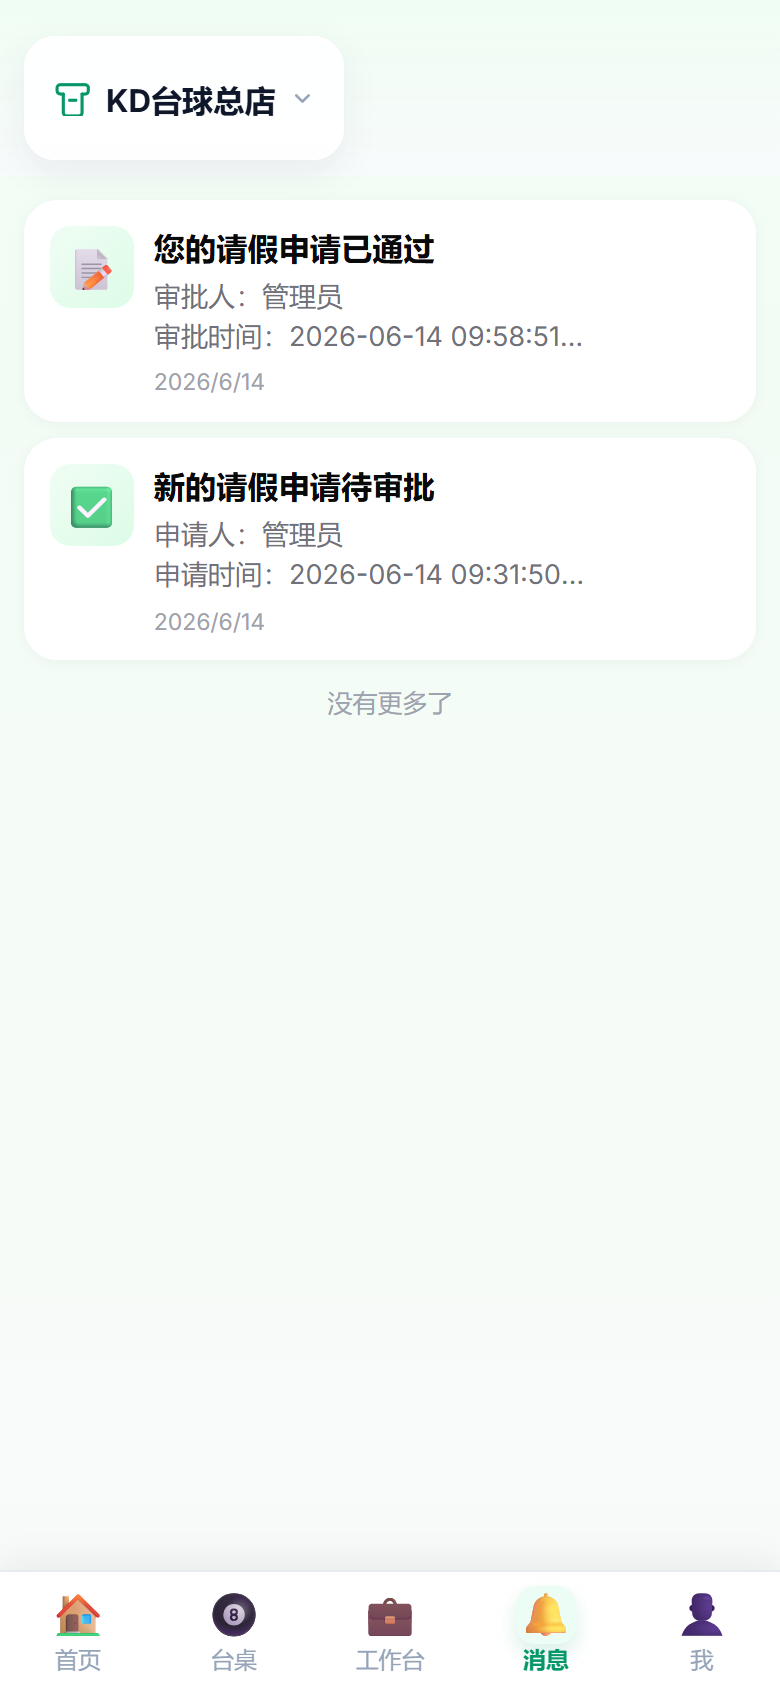 KD台球总店
您的请假申请已通过
审批人：管理员
审批时间：2026-06-14 09:58:51...
2026/6/14
新的请假申请待审批
申请人：管理员
申请时间：2026-06-14 09:31:50...
2026/6/14
没有更多了
8
首页 台桌 工作台 消息 我